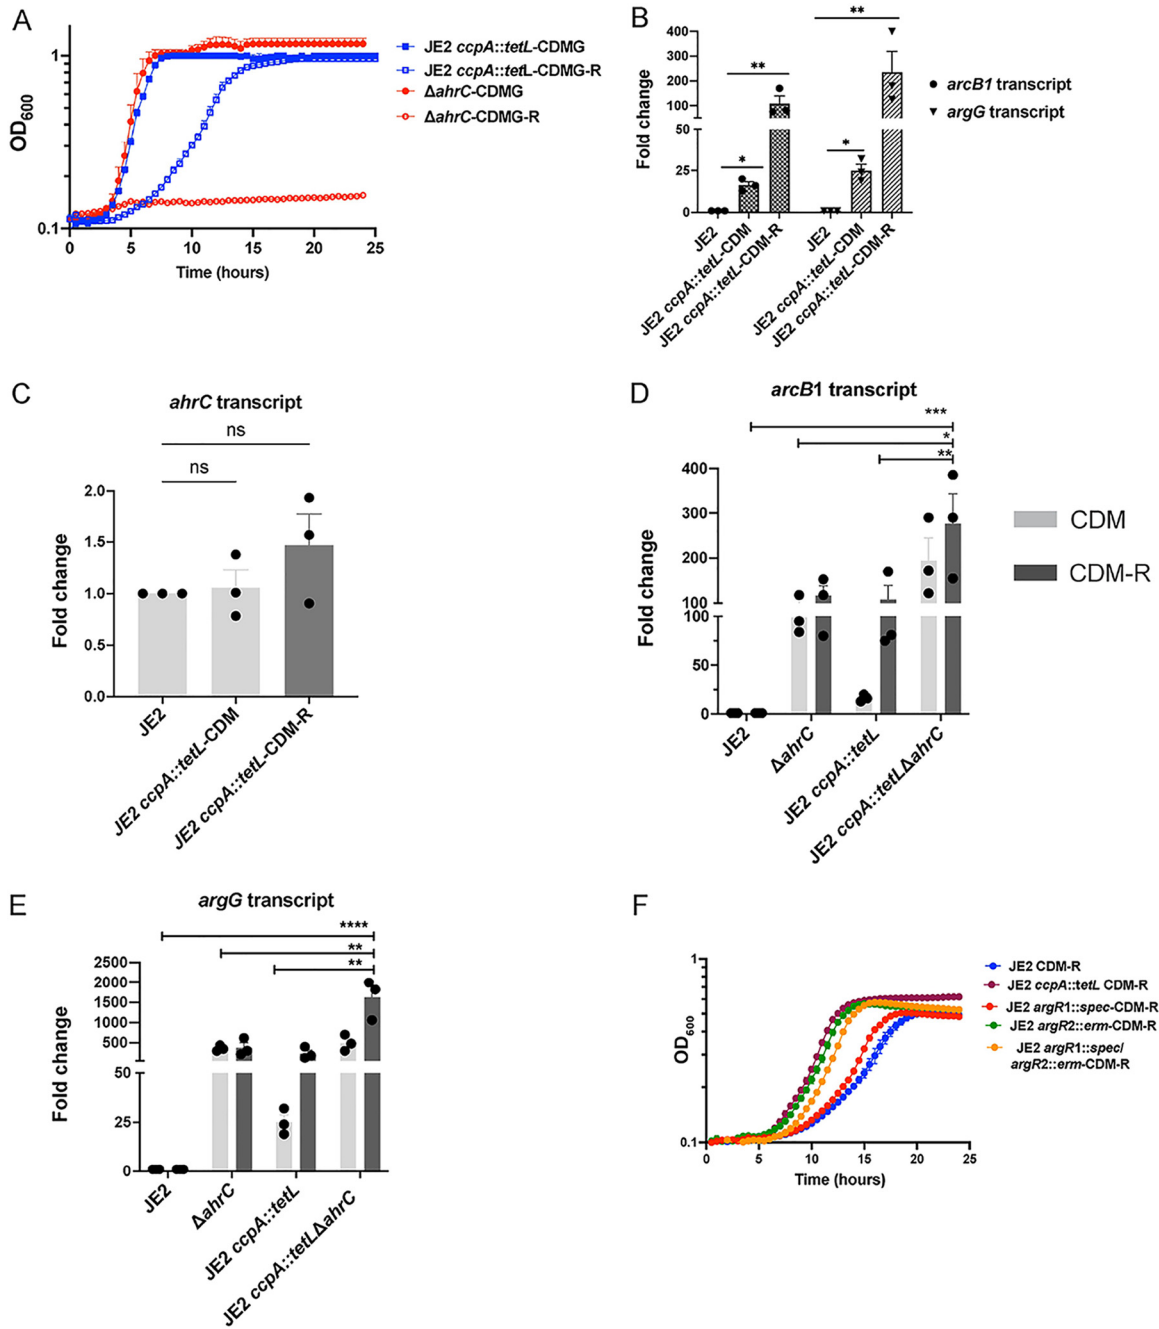 A
OD600
1
0.1
0
5
10
15
20
25
Time (hours)
JE2 ccpA::tetL-CDMG
JE2 ccpA::tetL-CDMG-R
ΔahrC-CDMG
ΔahrC-CDMG-R
B
Fold change
400
300
200
100
50
25
0
*
**
*
**
JE2
JE2 ccpA::tetL-CDM
JE2 ccpA::tetL-CDM-R
JE2
JE2 ccpA::tetL-CDM
JE2 ccpA::tetL-CDM-R
arcB1 transcript
argG transcript
C
ahrC transcript
ns
ns
Fold change
2.0
1.5
1.0
0.5
0.0
JE2
JE2 ccpA::tetL-CDM
JE2 ccpA::tetL-CDM-R
D
arcB1 transcript
***
*
**
Fold change
400
300
200
100
100
50
0
JE2
ΔahrC
JE2 ccpA::tetL
JE2 ccpA::tetLΔahrC
CDM
CDM-R
E
argG transcript
****
**
**
Fold change
2500
2000
1500
1000
500
50
25
0
JE2
ΔahrC
JE2 ccpA::tetL
JE2 ccpA::tetLΔahrC
F
OD600
1
0.1
0
5
10
15
20
25
Time (hours)
JE2 CDM-R
JE2 ccpA::tetL CDM-R
JE2 argR1::spec-CDM-R
JE2 argR2::erm-CDM-R
JE2 argR1::spec/
argR2::erm-CDM-R